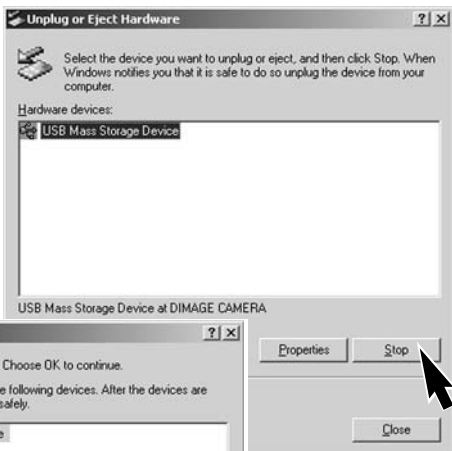 Unplug or Eject Hardware
Select the device you want to unplug or eject, and then click Stop. When
Windows notifies you that it is safe to do so unplug the device from your
computer.
Hardware devices:
USB Mass Storage Device
USB Mass Storage Device at DIMAGE CAMERA
Properties
Stop
Choose OK to continue.
following devices. After the devices are
safely.
Close